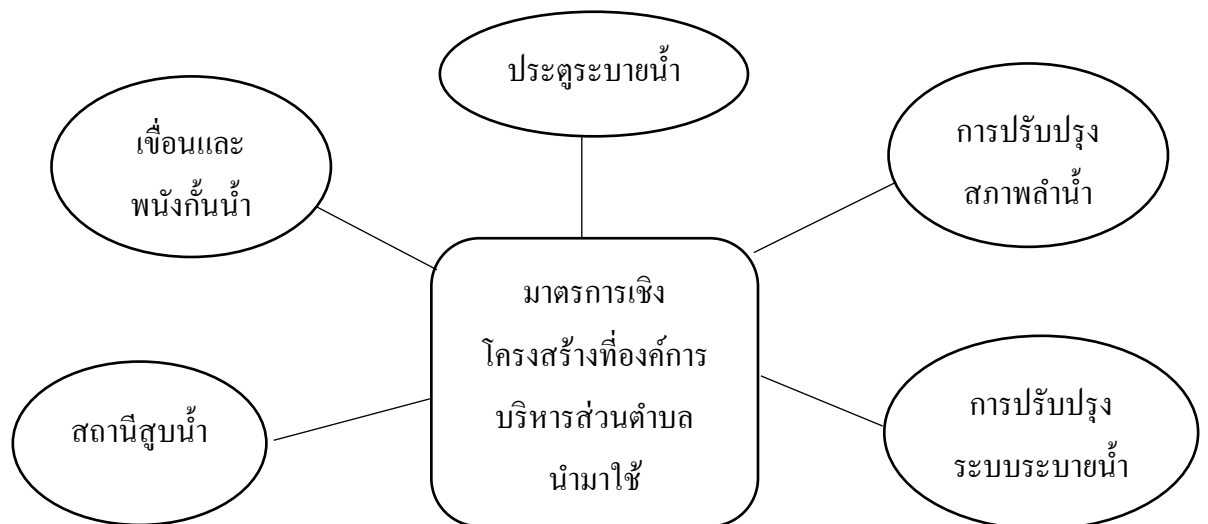 ประตูระบายน้ำ
เขื่อนและ
พนังกั้นน้ำ
การปรับปรุง
สภาพลำน้ำ
มาตรการเชิง
โครงสร้างที่องค์การ
บริหารส่วนตำบล
นำมาใช้
สถานีสูบน้ำ
การปรับปรุง
ระบบระบายน้ำ